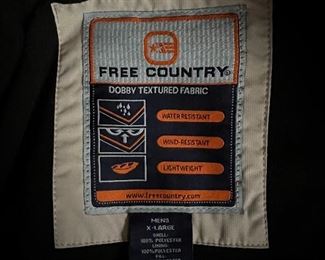 FREE COUNTRY®
DOBBY TEXTURED FABRIC
WATER RESISTANT
WIND-RESISTANT
LIGHTWEIGHT
www.freecountry.com
MENS
X-LARGE
SHELL:
100% POLYESTER
LINING
100% POLYESTER